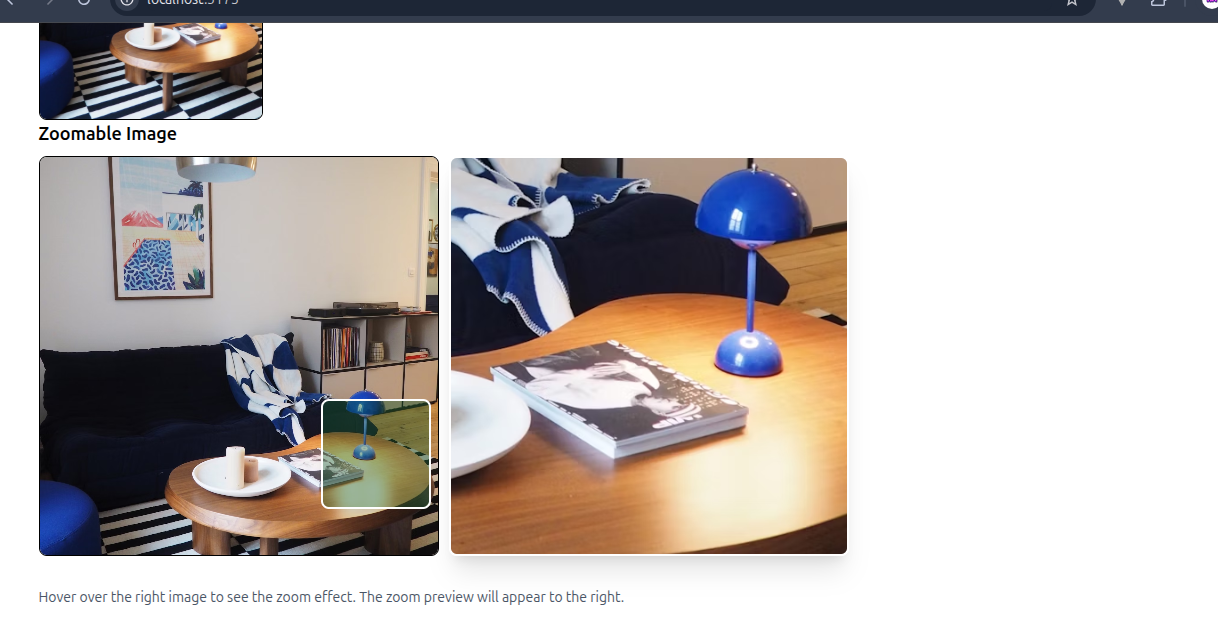 localhost:5173
Zoomable Image
Hover over the right image to see the zoom effect. The zoom preview will appear to the right.